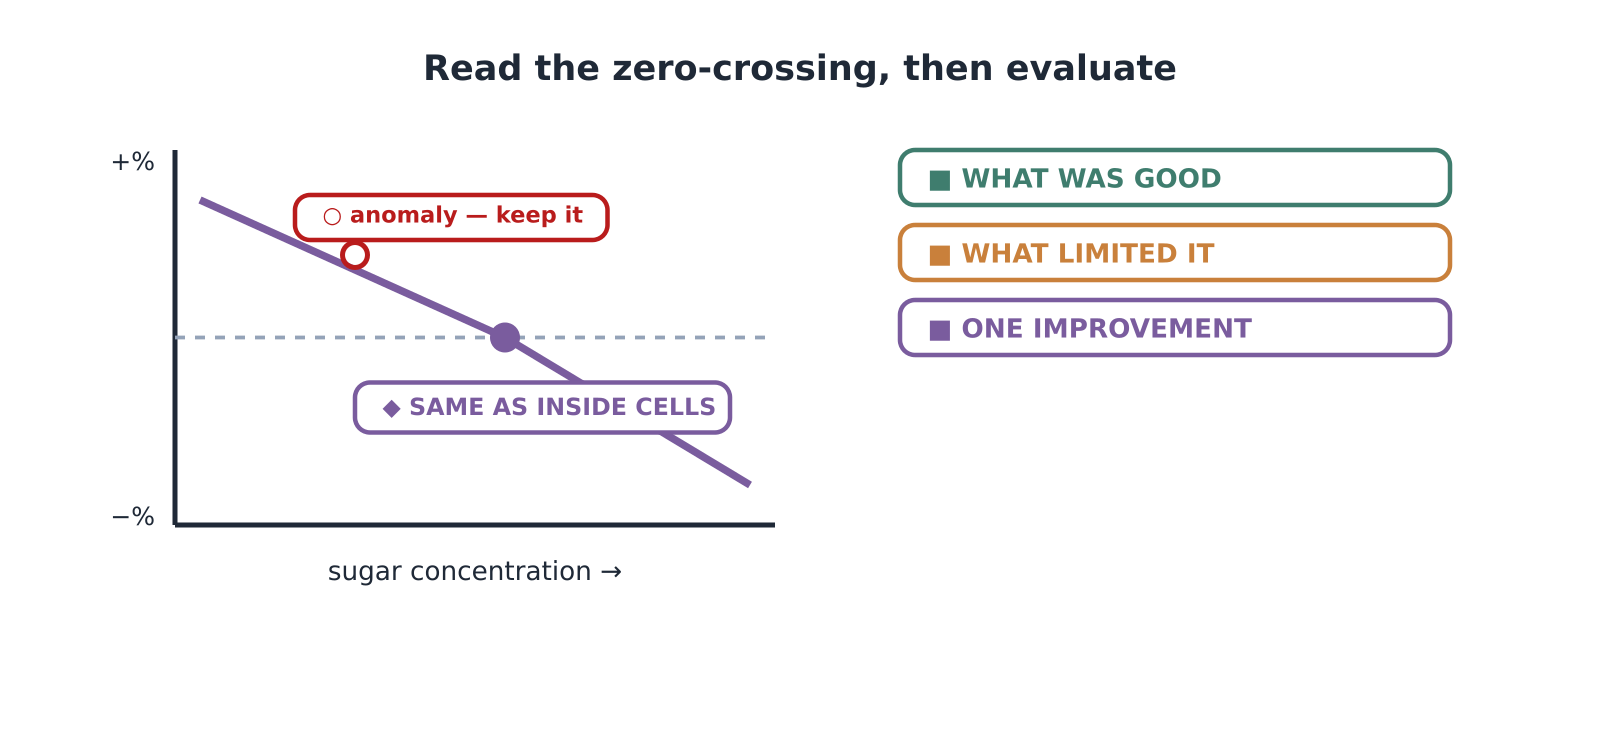 Read the zero-crossing, then evaluate
+%
○ anomaly — keep it
◆ SAME AS INSIDE CELLS
−%
sugar concentration →
■ WHAT WAS GOOD
■ WHAT LIMITED IT
■ ONE IMPROVEMENT